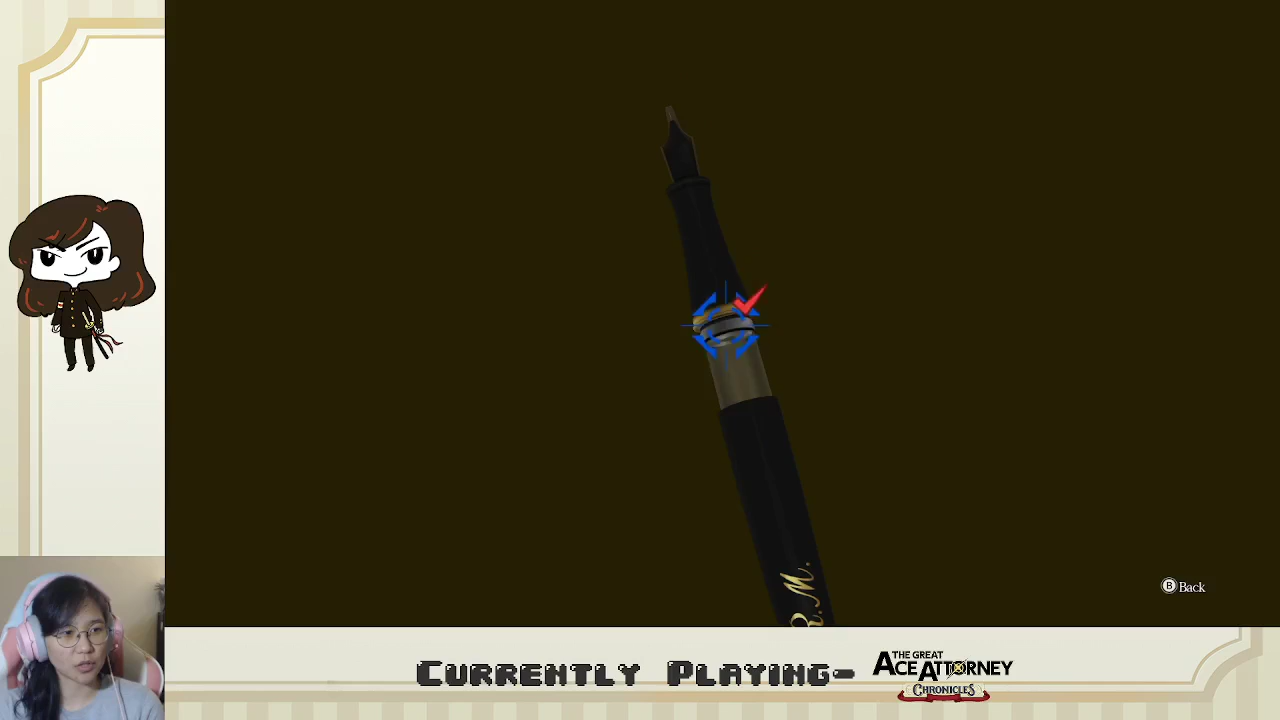 R.M.
B Back
CURRENTLY PLAYING-
THE GREAT
ACE ATTORNEY
CHRONICLES